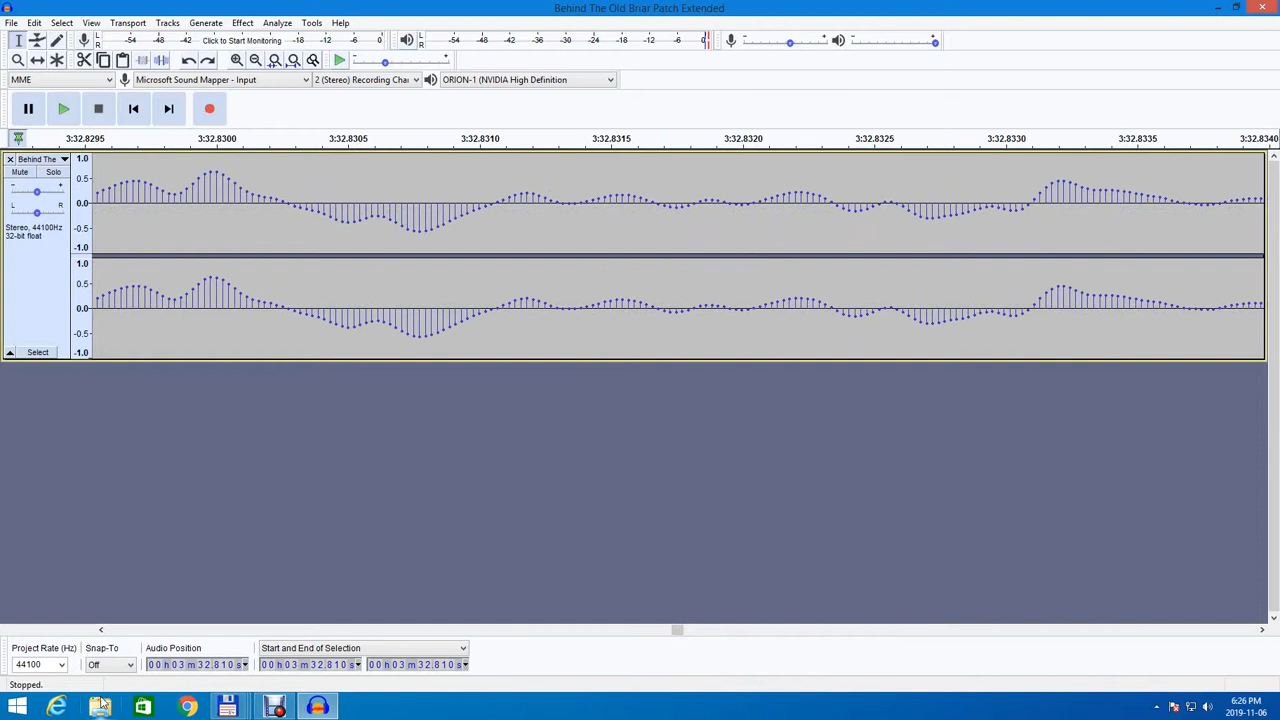 Behind The Old Briar Patch Extended
File Edit Select View Transport Tracks Generate Effect Analyze Tools Help
L R -54 -48 -42 Click to Start Monitoring -18 -12 -6 0 L R -54 -48 -42 -36 -30 -24 -18 -12 -6 0 - + - +
- +
MME Microsoft Sound Mapper - Input 2 (Stereo) Recording Chan ORION-1 (NVIDIA High Definition
3:32.8295 3:32.8300 3:32.8305 3:32.8310 3:32.8315 3:32.8320 3:32.8325 3:32.8330 3:32.8335 3:32.8340
Behind The 1.0
Mute Solo 0.5
- + 0.0
L R
Stereo, 44100Hz -0.5
32-bit float
-1.0
1.0
0.5
0.0
-0.5
Select -1.0
Project Rate (Hz) Snap-To Audio Position Start and End of Selection
44100 Off 00 h 03 m 32.810 s 00 h 03 m 32.810 s 00 h 03 m 32.810 s
Stopped.
6:26 PM
2019-11-06